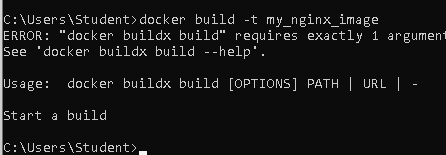 C:\Users\Student>docker build -t my_nginx_image
ERROR: "docker buildx build" requires exactly 1 argument
See 'docker buildx build --help'.
Usage:  docker buildx build [OPTIONS] PATH | URL | -
Start a build
C:\Users\Student>